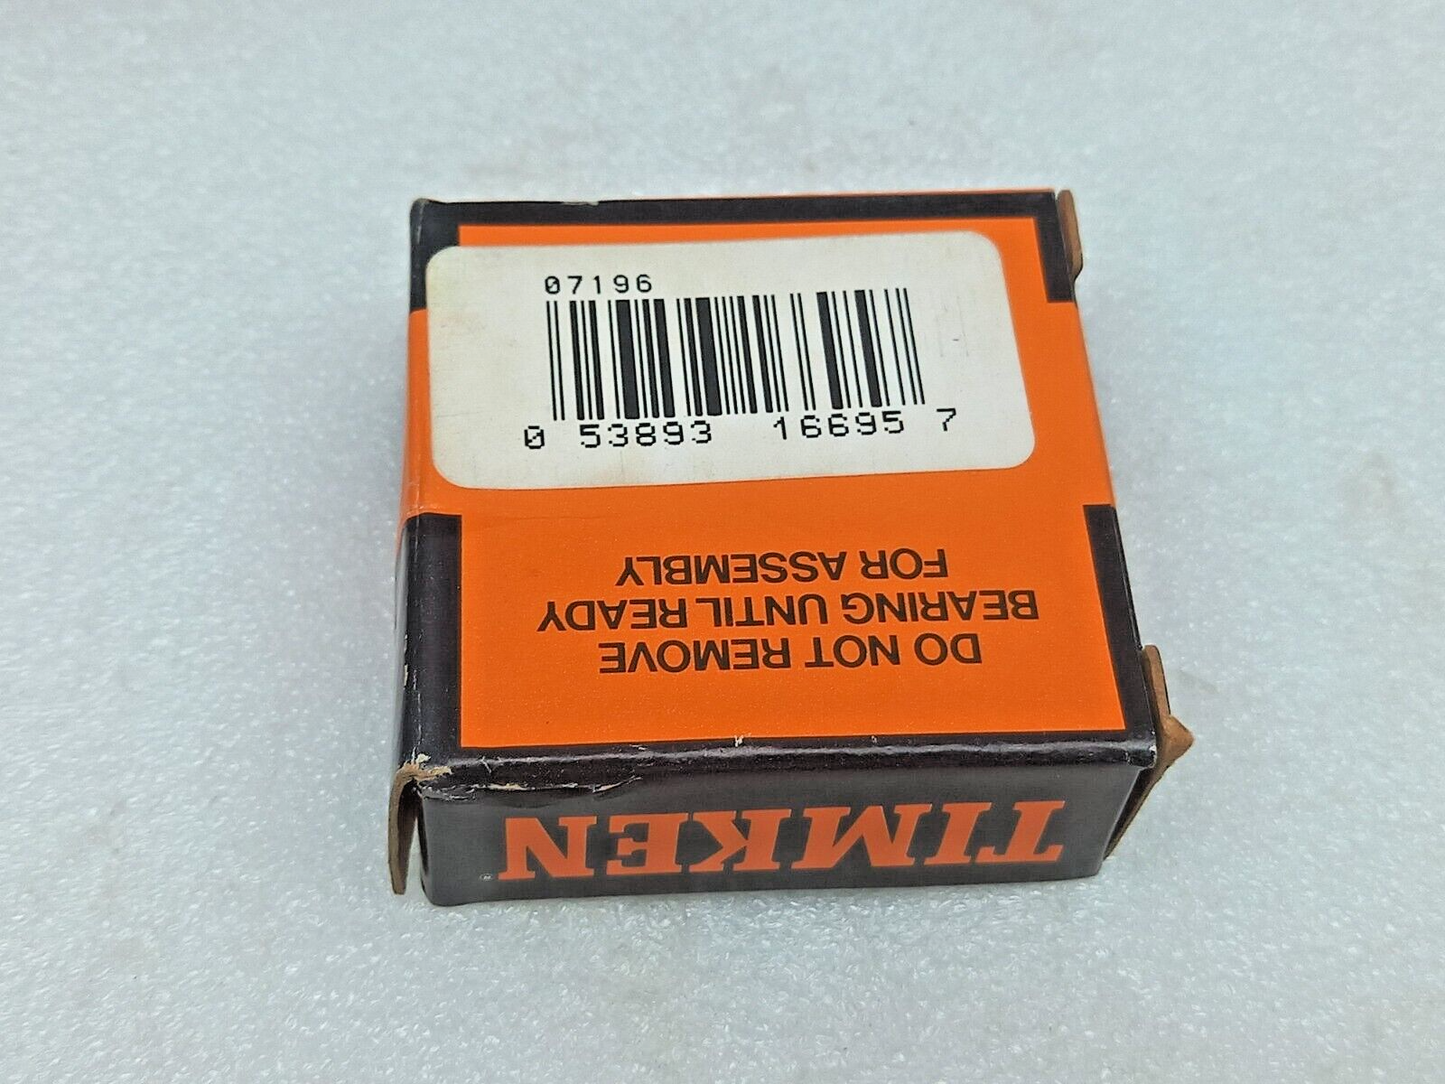 07196
0 53893 16695 7
DO NOT REMOVE
BEARING UNTIL READY
FOR ASSEMBLY
TIMKEN®